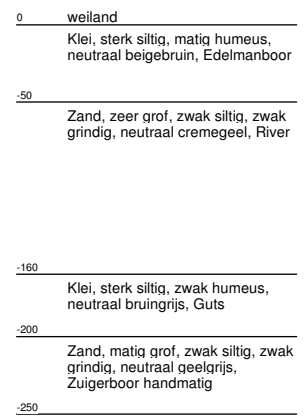 0 weiland
Klei, sterk siltig, matig humeus,
neutraal beigebruin, Edelmanboor
-50
Zand, zeer grof, zwak siltig, zwak
grindig, neutraal cremegeel, River
-160
Klei, sterk siltig, zwak humeus,
neutraal bruingrijs, Guts
-200
Zand, matig grof, zwak siltig, zwak
grindig, neutraal geelgrijs,
Zuigerboor handmatig
-250